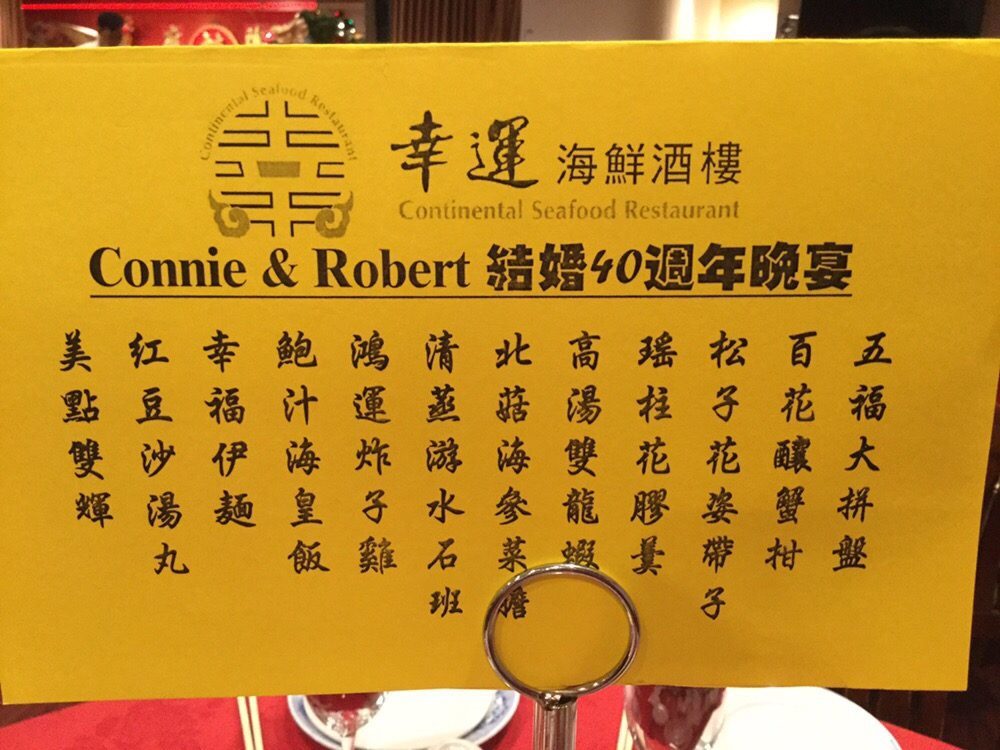 Continental Seafood Restaurant
幸運海鮮酒樓
Continental Seafood Restaurant
Connie & Robert 結婚40週年晚宴
五福大拼盤
百花釀蟹柑
松子花姿帶子
瑤柱花膠羹
高湯雙龍蝦
北菇海參菜膽
清蒸游水石班
鴻運炸子雞
鮑汁海皇飯
幸福伊麵
紅豆沙湯丸
美點雙輝